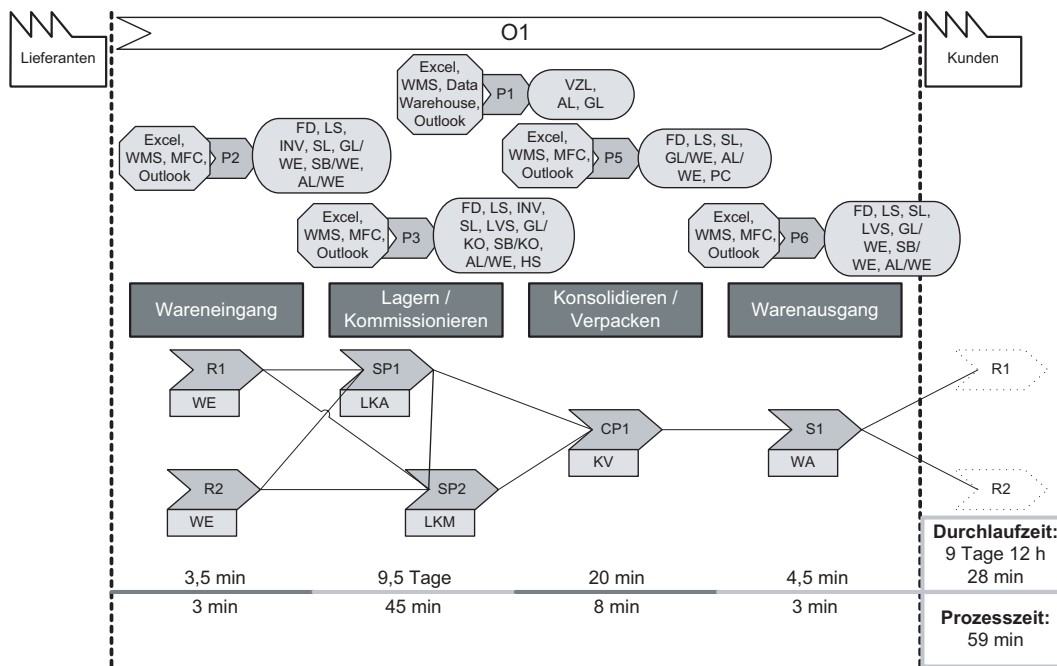 O1
Lieferanten
Kunden
Excel,
WMS, Data
Warehouse,
Outlook
P1
VZL,
AL, GL
Excel,
WMS, MFC,
Outlook
P2
FD, LS,
INV, SL, GL/
WE, SB/WE,
AL/WE
Excel,
WMS, MFC,
Outlook
P5
FD, LS, SL,
GL/WE, AL/
WE, PC
Excel,
WMS, MFC,
Outlook
P3
FD, LS, INV,
SL, LVS, GL/
KO, SB/KO,
AL/WE, HS
Excel,
WMS, MFC,
Outlook
P6
FD, LS, SL,
LVS, GL/
WE, SB/
WE, AL/WE
Wareneingang
Lagern /
Kommissionieren
Konsolidieren /
Verpacken
Warenausgang
R1
WE
SP1
LKA
R1
CP1
KV
S1
WA
R2
WE
SP2
LKM
R2
3,5 min
9,5 Tage
20 min
4,5 min
Durchlaufzeit:
9 Tage 12 h
28 min
3 min
45 min
8 min
3 min
Prozesszeit:
59 min